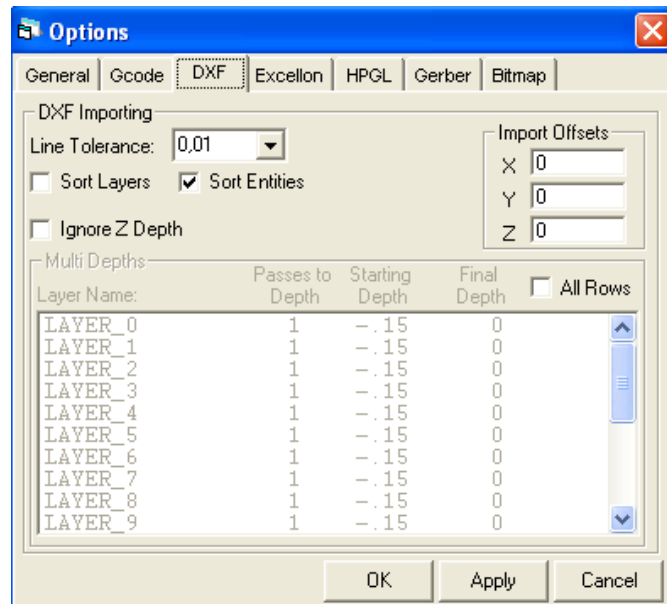 Options
General Gcode DXF Excellon HPGL Gerber Bitmap
DXF Importing
Line Tolerance: 0,01
Import Offsets
X 0
Sort Layers Sort Entities
Y 0
Ignore Z Depth
Z 0
Multi Depths
Layer Name: Passes to Depth Starting Depth Final Depth All Rows
LAYER_0 1 -.15 0
LAYER_1 1 -.15 0
LAYER_2 1 -.15 0
LAYER_3 1 -.15 0
LAYER_4 1 -.15 0
LAYER_5 1 -.15 0
LAYER_6 1 -.15 0
LAYER_7 1 -.15 0
LAYER_8 1 -.15 0
LAYER_9 1 -.15 0
OK Apply Cancel